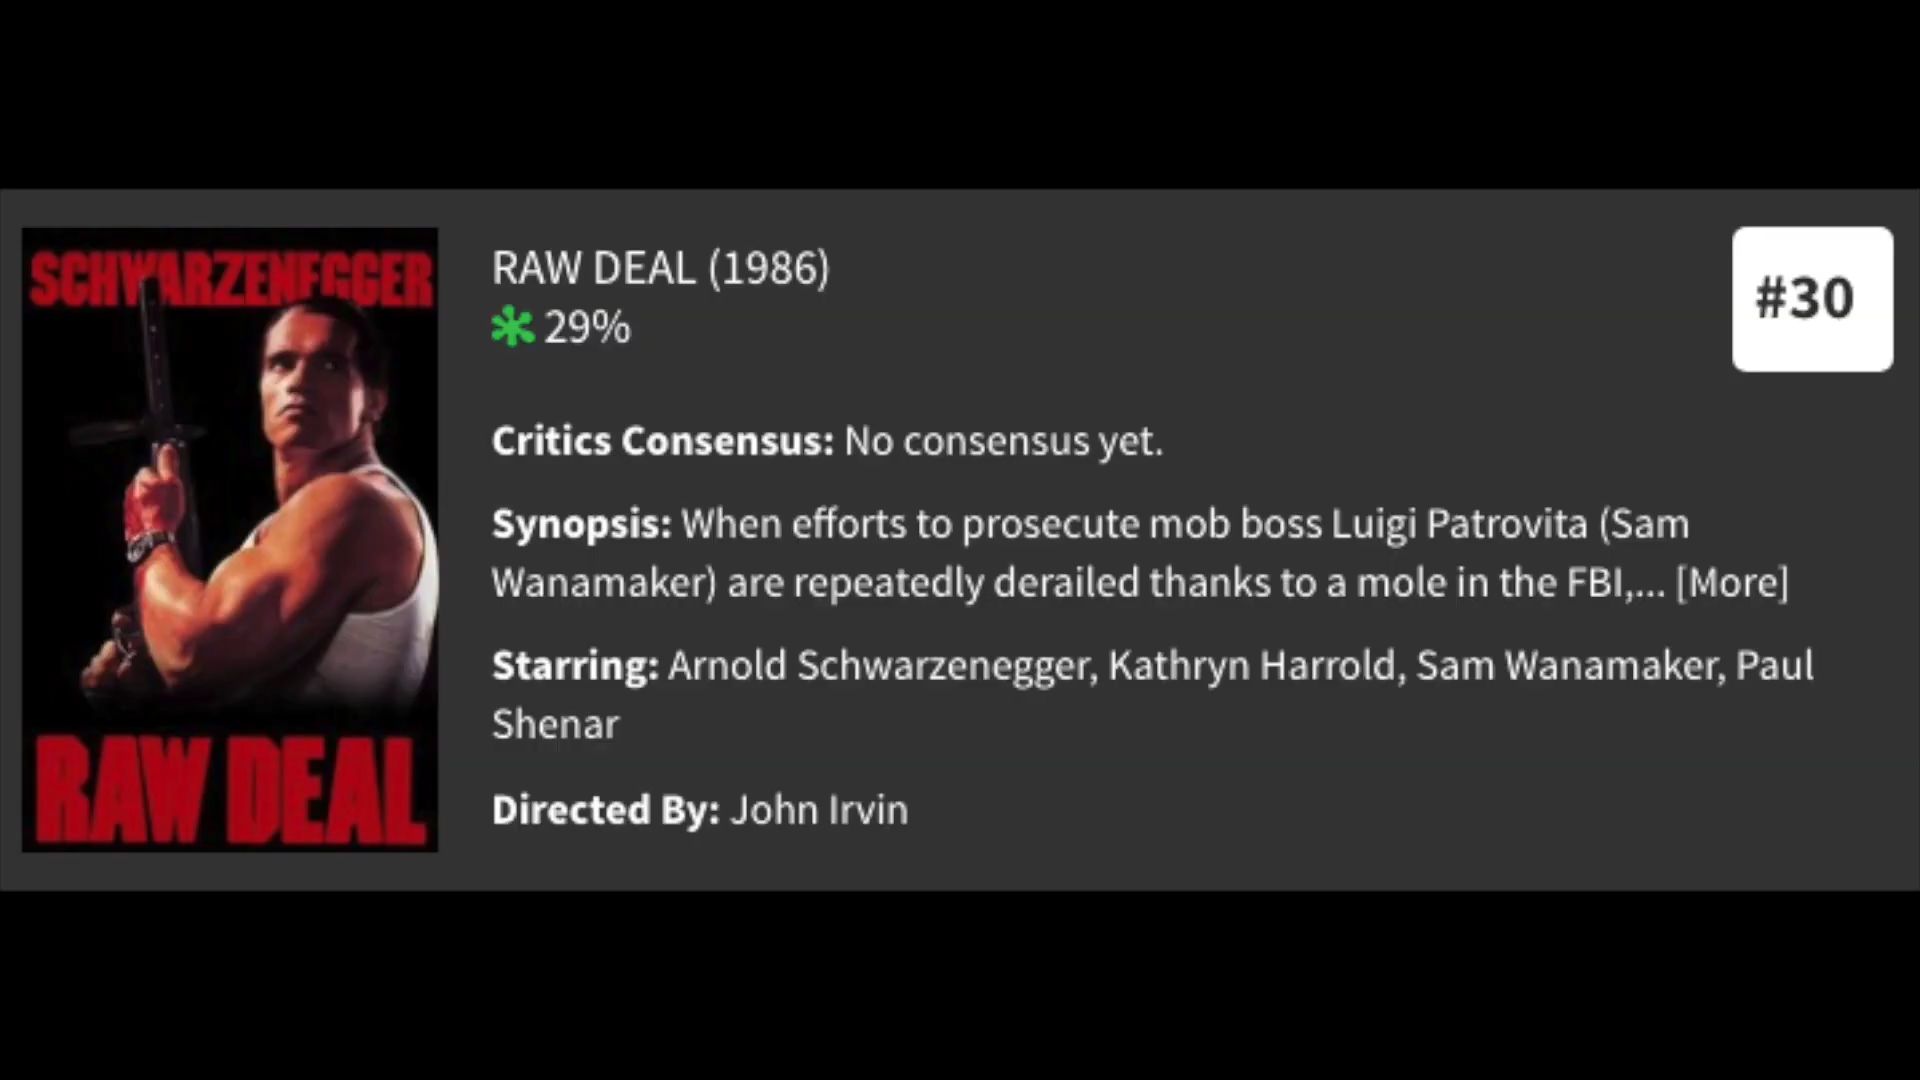 SCHWARZENEGGER
RAW DEAL
RAW DEAL (1986)
29%
#30
Critics Consensus: No consensus yet.
Synopsis: When efforts to prosecute mob boss Luigi Patrovita (Sam
Wanamaker) are repeatedly derailed thanks to a mole in the FBI,... [More]
Starring: Arnold Schwarzenegger, Kathryn Harrold, Sam Wanamaker, Paul
Shenar
Directed By: John Irvin